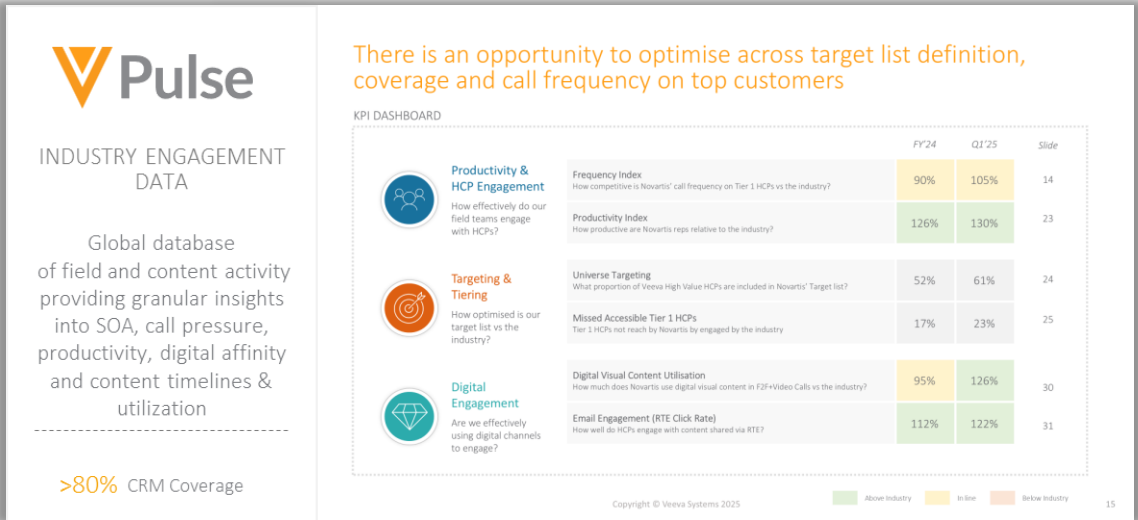 Pulse
INDUSTRY ENGAGEMENT
DATA
Global database
of field and content activity
providing granular insights
into SOA, call pressure,
productivity, digital affinity
and content timelines &
utilization
>80% CRM Coverage
There is an opportunity to optimise across target list definition,
coverage and call frequency on top customers
KPI DASHBOARD
FY'24 Q1'25 Slide
Productivity &
HCP Engagement
How effectively do our
field teams engage
with HCPs?
Frequency Index
How competitive is Novartis' call frequency on Tier 1 HCPs vs the industry?
90% 105% 14
Productivity Index
How productive are Novartis reps relative to the industry?
126% 130% 23
Targeting &
Tiering
How optimised is our
target list vs the
industry?
Universe Targeting
What proportion of Veeva High Value HCPs are included in Novartis' Target list?
52% 61% 24
Missed Accessible Tier 1 HCPs
Tier 1 HCPs not reach by Novartis by engaged by the industry
17% 23% 25
Digital
Engagement
Are we effectively
using digital channels
to engage?
Digital Visual Content Utilisation
How much does Novartis use digital visual content in F2F+Video Calls vs the industry?
95% 126% 30
Email Engagement (RTE Click Rate)
How well do HCPs engage with content shared via RTE?
112% 122% 31
Above Industry In line Below Industry
Copyright © Veeva Systems 2025
15